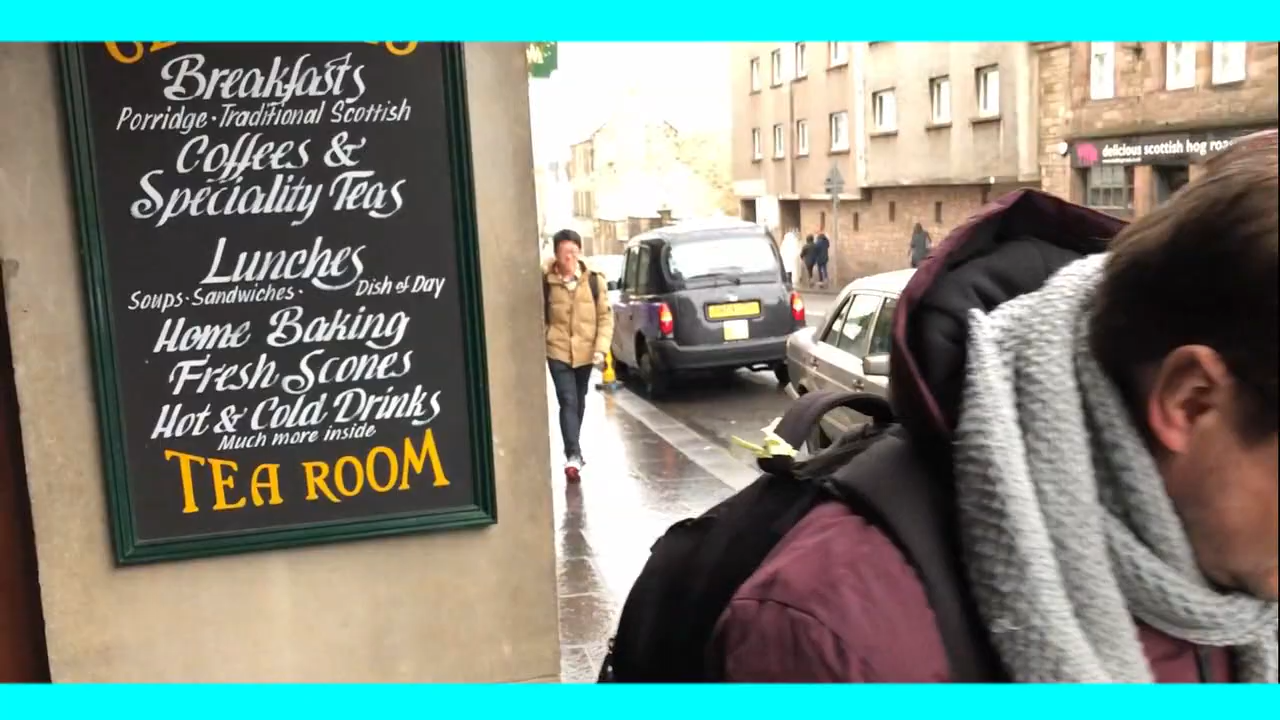 Breakfasts
Porridge · Traditional Scottish
Coffees &
Speciality Teas
Lunches
Soups · Sandwiches · Dish of Day
Home Baking
Fresh Scones
Hot & Cold Drinks
Much more inside
TEA ROOM
delicious scottish hog